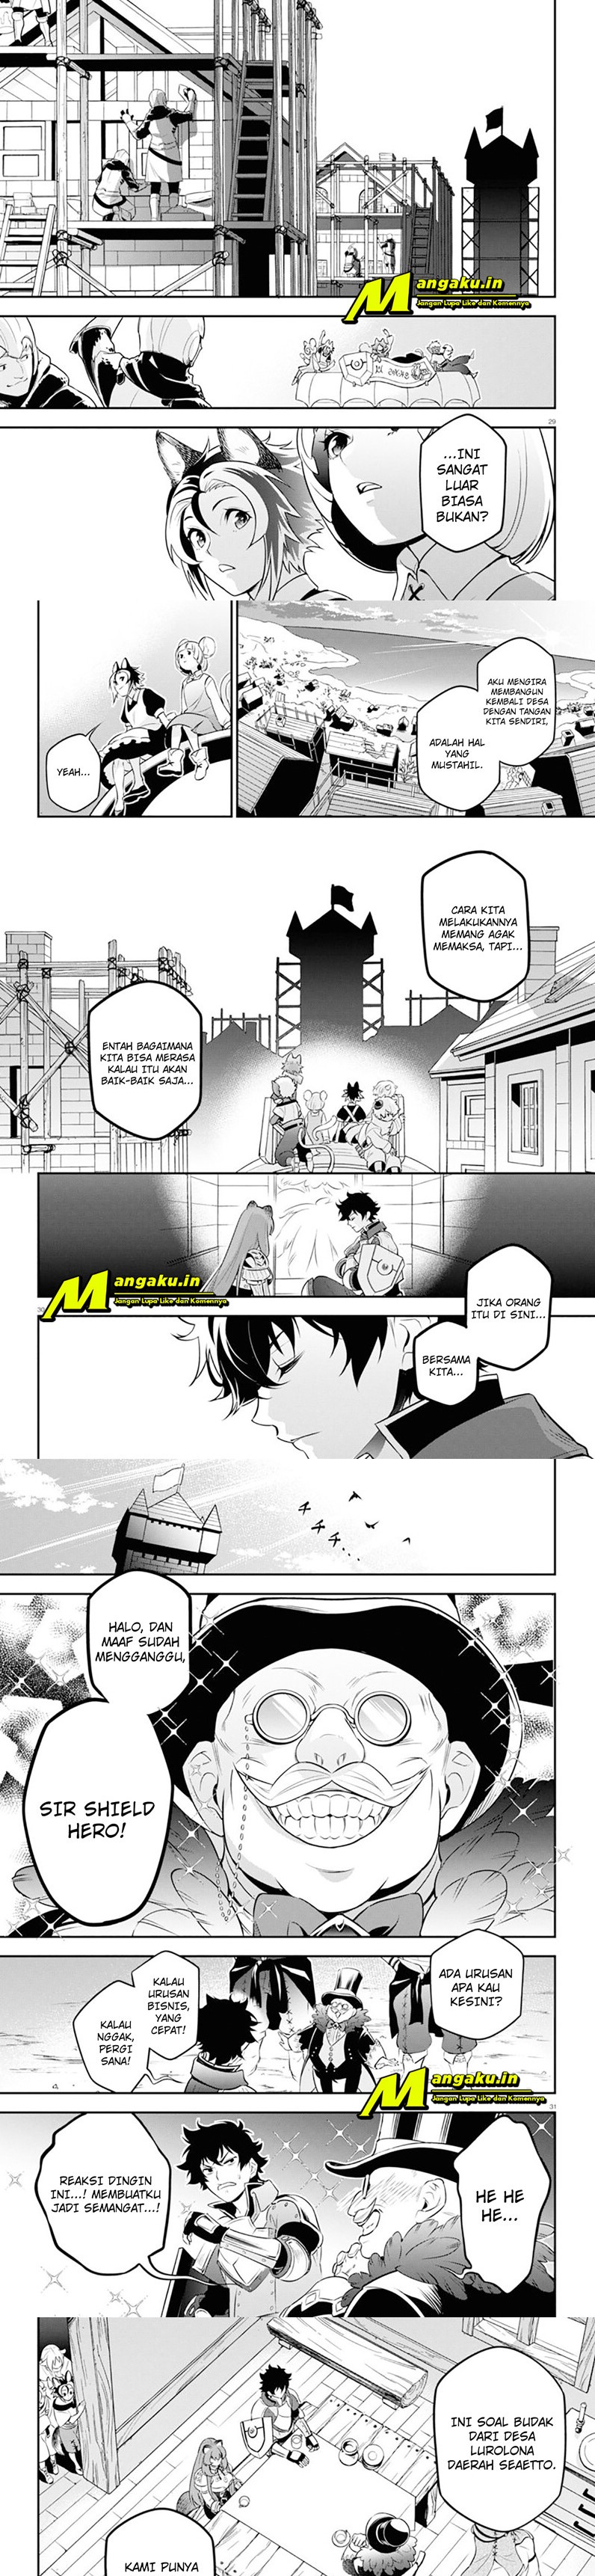 Mangaku.in
Jangan Lupa Like dan Komennya
29
...INI
SANGAT
LUAR
BIASA
BUKAN?
AKU MENGIRA
MEMBANGUN
KEMBALI DESA
DENGAN TANGAN
KITA SENDIRI,
ADALAH HAL
YANG
MUSTAHIL.
YEAH...
CARA KITA
MELAKUKANNYA
MEMANG AGAK
MEMAKSA, TAPI...
ENTAH BAGAIMANA
KITA BISA MERASA
KALAU ITU AKAN
BAIK-BAIK SAJA...
Mangaku.in
Jangan Lupa Like dan Komennya
JIKA ORANG
ITU DI SINI...
BERSAMA
KITA...
チ
チ
チ...
HALO, DAN
MAAF SUDAH
MENGGANGGU,
SIR SHIELD
HERO!
ADA URUSAN
APA KAU
KESINI?
KALAU
URUSAN
BISNIS,
YANG
CEPAT!
KALAU
NGGAK,
PERGI
SANA!
Mangaku.in
Jangan Lupa Like dan Komennya
31
HE HE
HE...
REAKSI DINGIN
INI...! MEMBUATKU
JADI SEMANGAT...!
INI SOAL BUDAK
DARI DESA
LUROLONA
DAERAH SEAETTO.
KAMI PUNYA